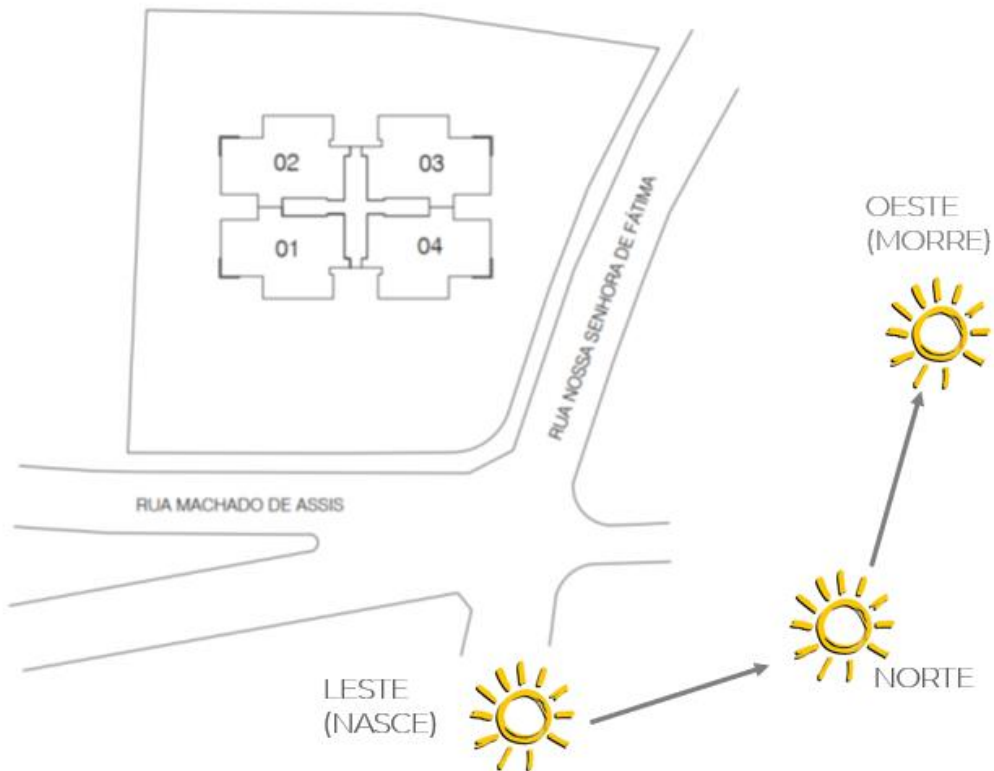 02
03
01
04
RUA NOSSA SENHORA DE FÁTIMA
OESTE
(MORRE)
RUA MACHADO DE ASSIS
LESTE
(NASCE)
NORTE